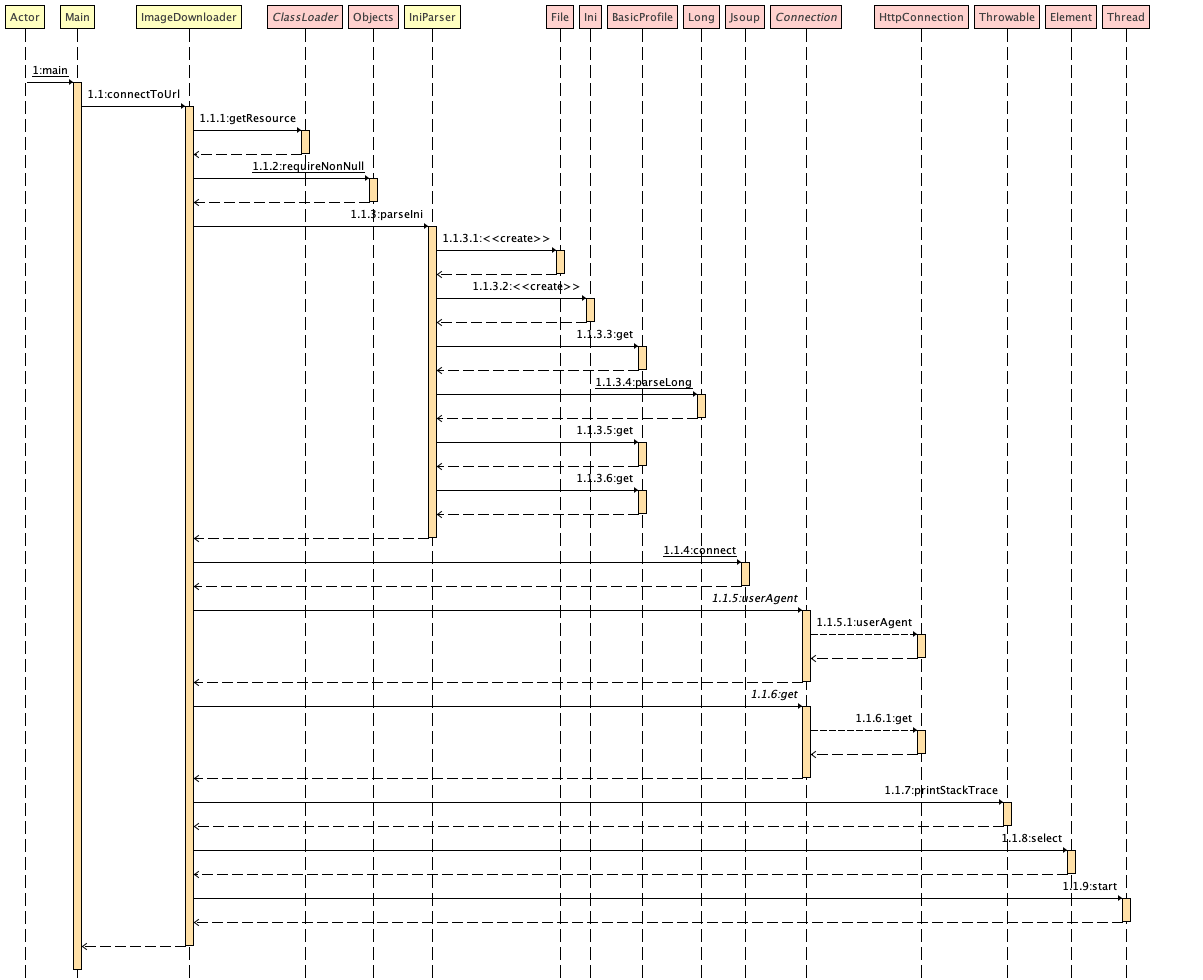 Actor Main ImageDownloader ClassLoader Objects IniParser File Ini BasicProfile Long Jsoup Connection HttpConnection Throwable Element Thread
1:main
1.1:connectToUrl
1.1.1:getResource
1.1.2:requireNonNull
1.1.3:parseIni
1.1.3.1:<<create>>
1.1.3.2:<<create>>
1.1.3.3:get
1.1.3.4:parseLong
1.1.3.5:get
1.1.3.6:get
1.1.4:connect
1.1.5:userAgent
1.1.5.1:userAgent
1.1.6:get
1.1.6.1:get
1.1.7:printStackTrace
1.1.8:select
1.1.9:start